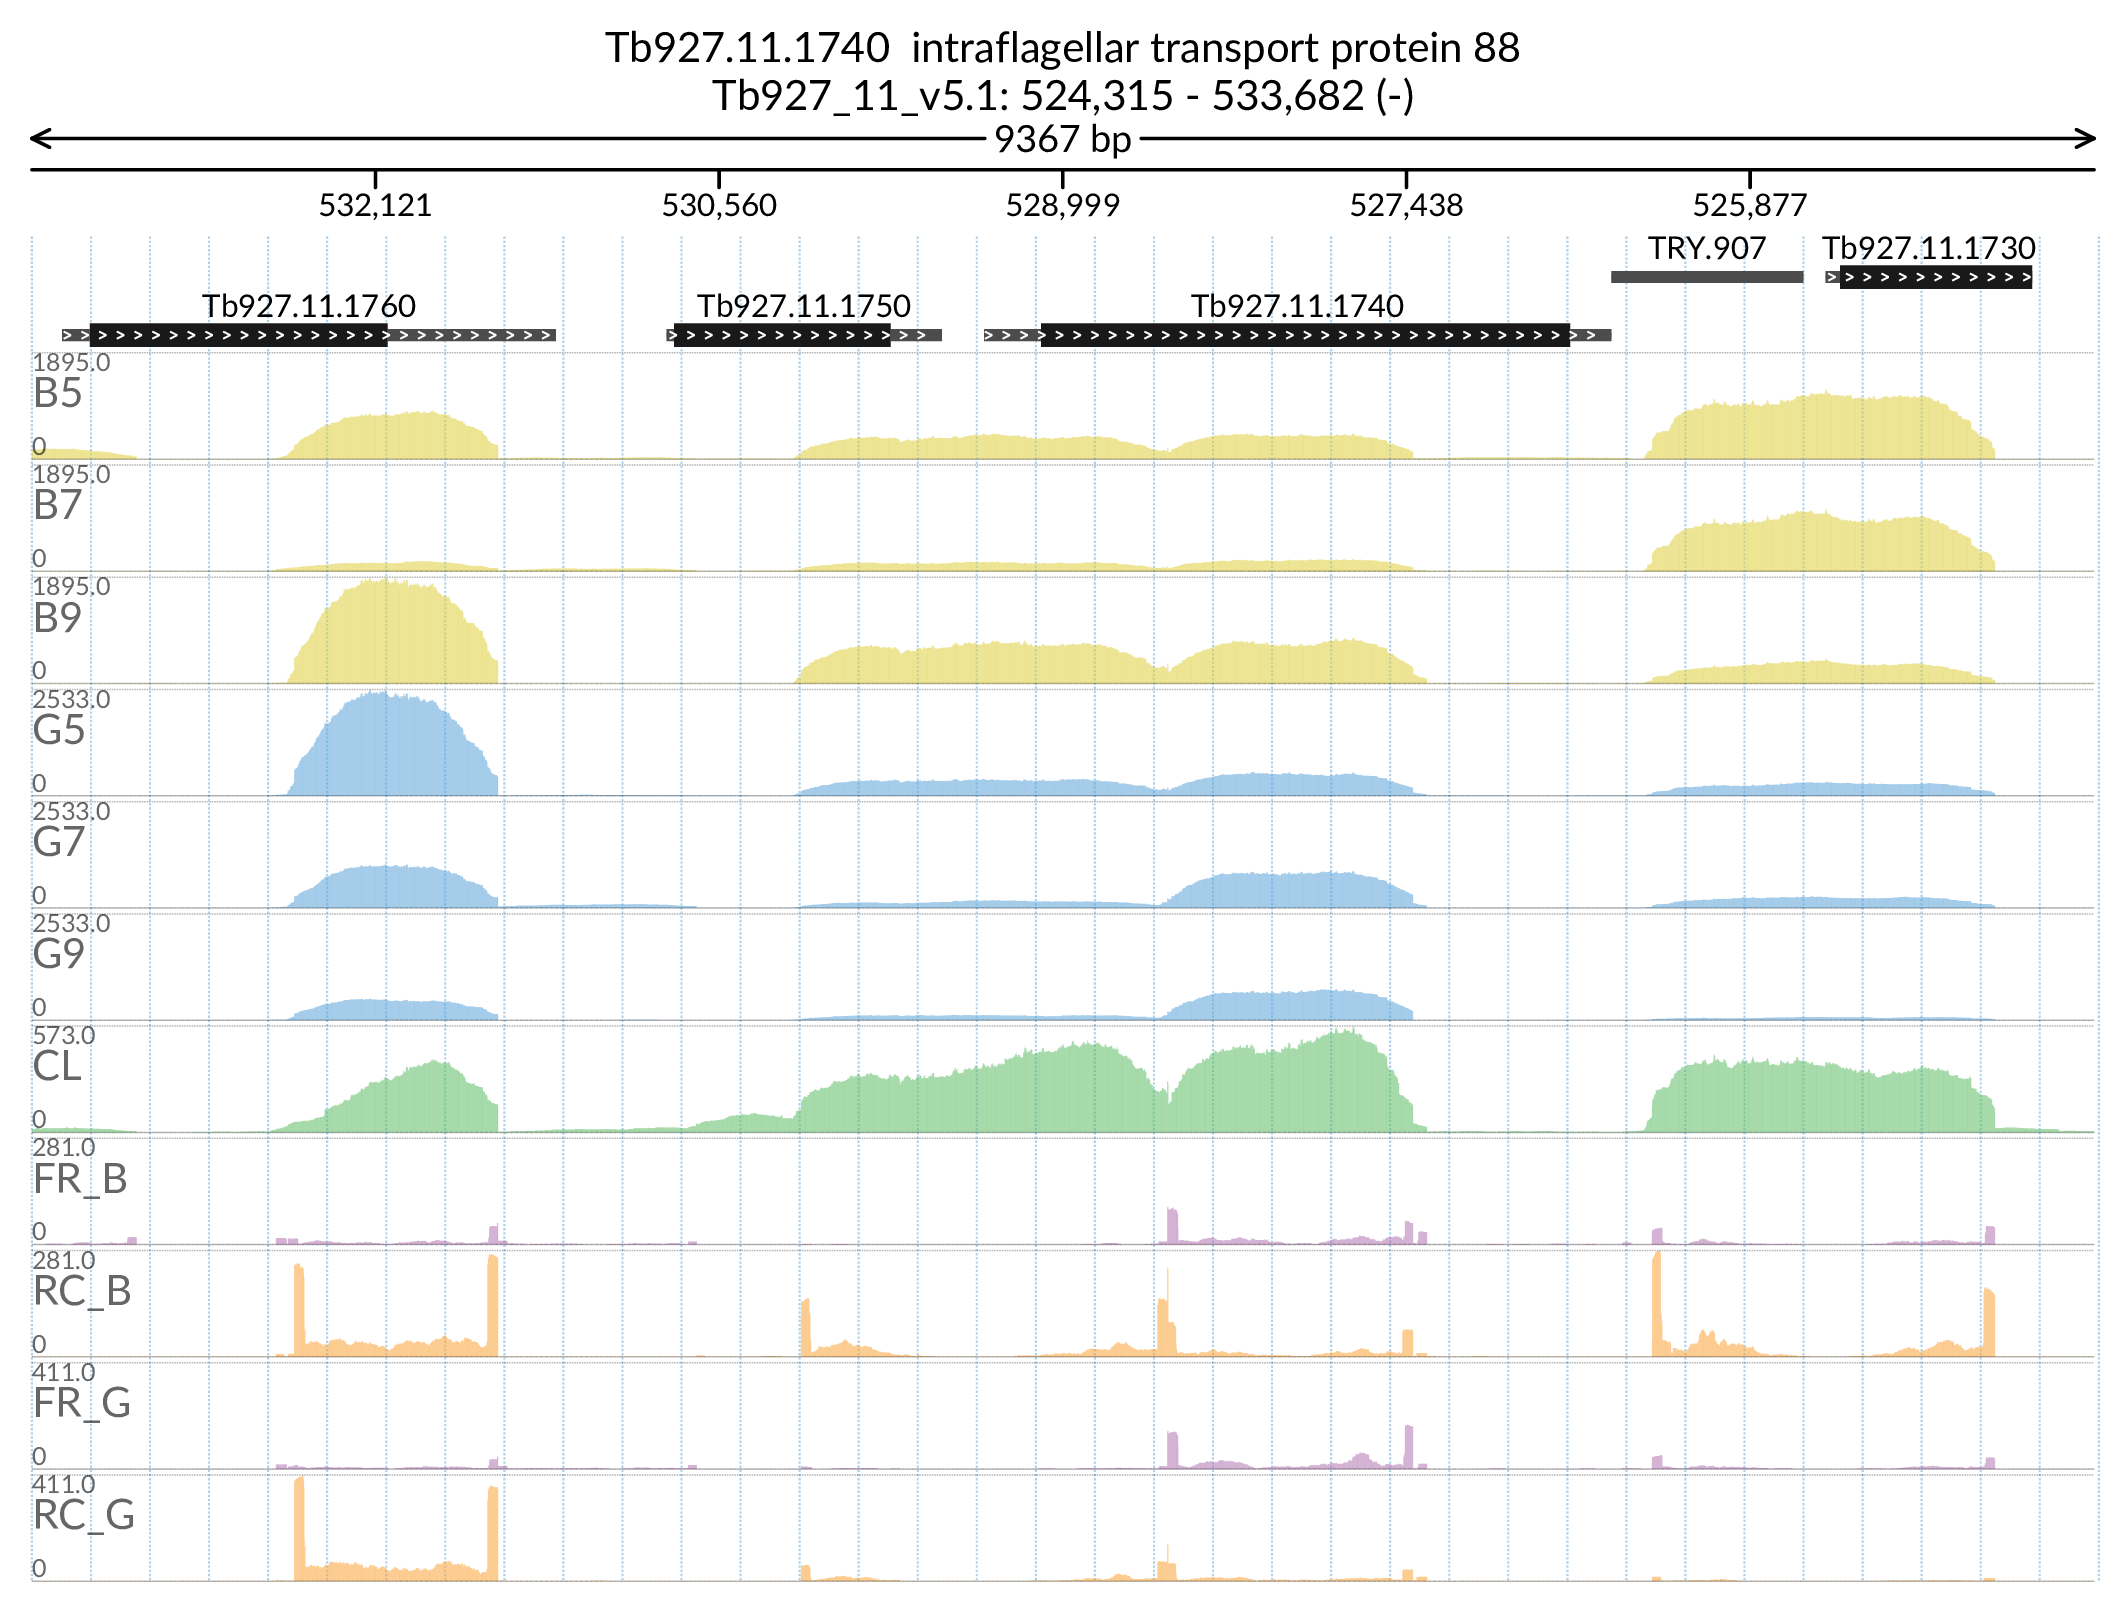 Tb927.11.1740  intraflagellar transport protein 88
Tb927_11_v5.1: 524,315 - 533,682 (-)
9367 bp
532,121 530,560 528,999 527,438 525,877
TRY.907 Tb927.11.1730
Tb927.11.1760 Tb927.11.1750 Tb927.11.1740
1895.0
B5
0
1895.0
B7
0
1895.0
B9
0
2533.0
G5
0
2533.0
G7
0
2533.0
G9
0
573.0
CL
0
281.0
FR_B
0
281.0
RC_B
0
411.0
FR_G
0
411.0
RC_G
0